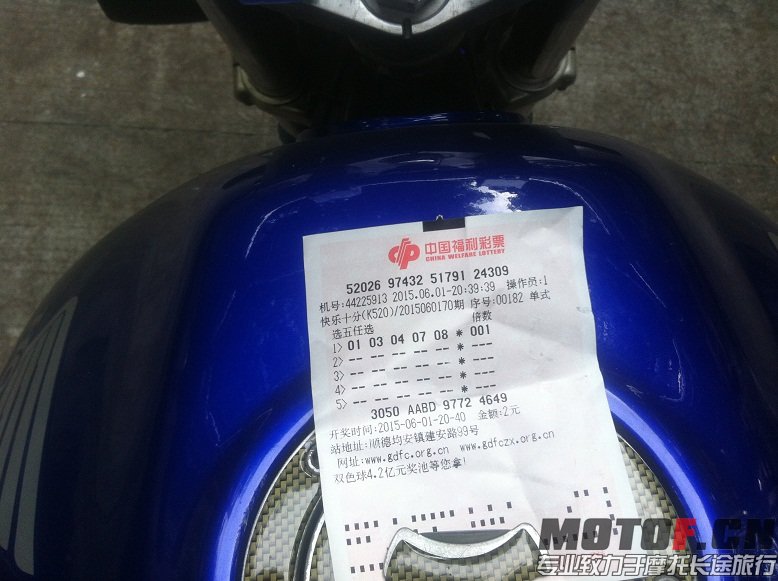 中国福利彩票
CHINA WELFARE LOTTERY
52026 97432 51791 24309
机号:44225913 2015.06.01-20:39:39 操作员:1
快乐十分(K520)/2015060170期 序号:00182 单式
选五任选 倍数
1> 01 03 04 07 08 * 001
2> -- -- -- -- -- * ---
3> -- -- -- -- -- * ---
4> -- -- -- -- -- * ---
5> -- -- -- -- -- * ---
3050 AABD 9772 4649
开奖时间:2015-06-01-20-40 金额:2元
站地址:顺德均安镇建安路99号
网址:www.gdfc.org.cn www.gdfczx.org.cn
双色球4.2亿元奖池等您拿!
MOTOF.CN
专业致力于摩托长途旅行